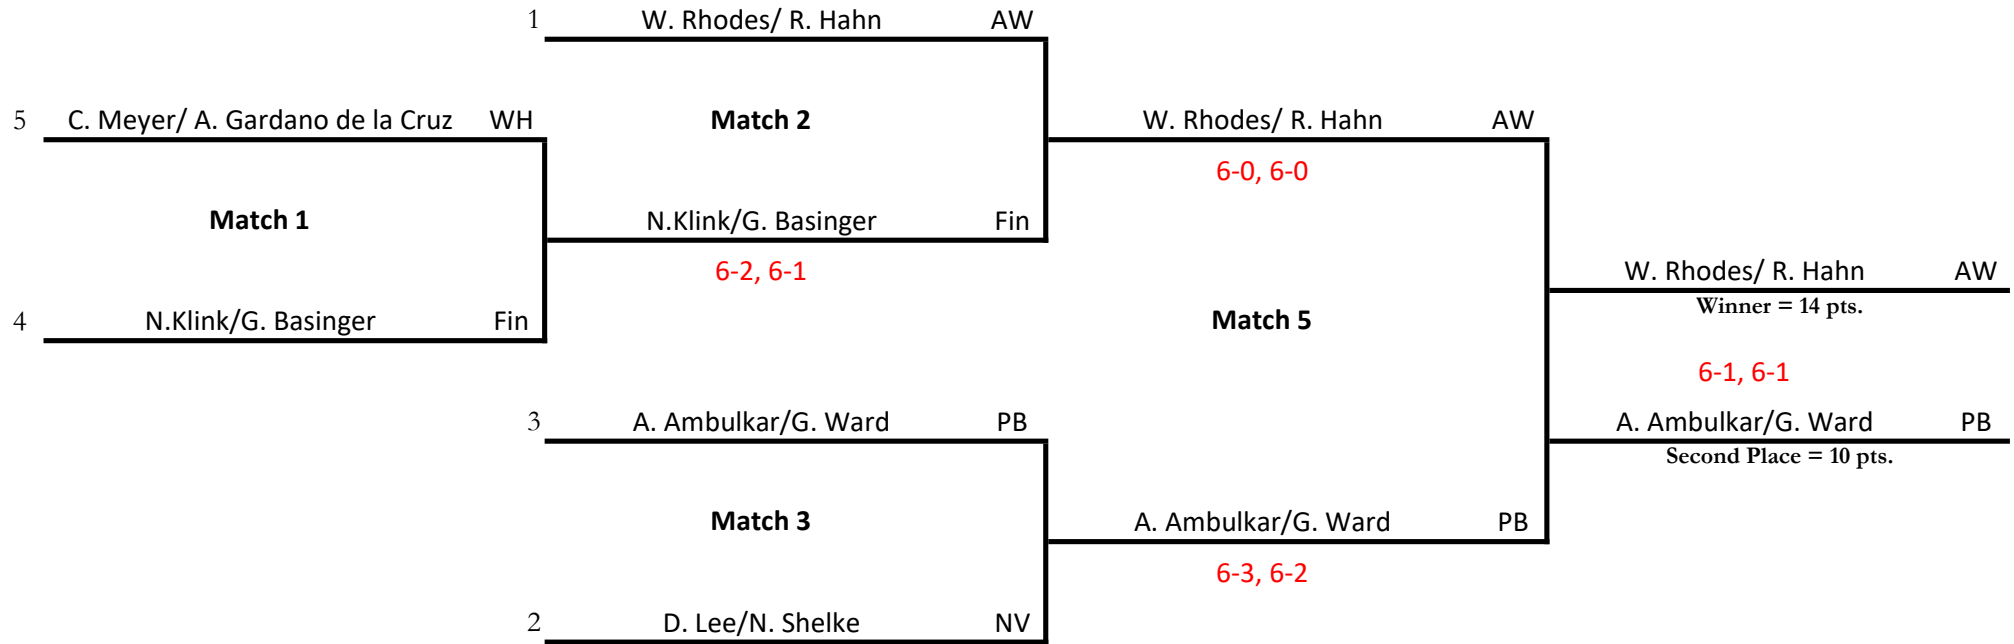 1 W. Rhodes/ R. Hahn AW
5 C. Meyer/ A. Gardano de la Cruz WH
Match 2
W. Rhodes/ R. Hahn AW
6-0, 6-0
Match 1
N.Klink/G. Basinger Fin
6-2, 6-1
W. Rhodes/ R. Hahn AW
Winner = 14 pts.
4 N.Klink/G. Basinger Fin
Match 5
6-1, 6-1
3 A. Ambulkar/G. Ward PB
A. Ambulkar/G. Ward PB
Second Place = 10 pts.
Match 3
A. Ambulkar/G. Ward PB
6-3, 6-2
2 D. Lee/N. Shelke NV